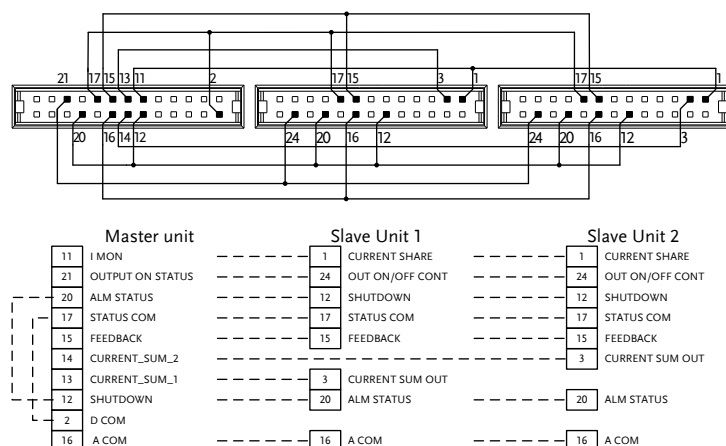 21 17 15 13 11 2 17 15 3 1 17 15 1
20 16 14 12 24 20 16 12 24 20 16 12 3
Master unit Slave Unit 1 Slave Unit 2
11 I MON 1 CURRENT SHARE 1 CURRENT SHARE
21 OUTPUT ON STATUS 24 OUT ON/OFF CONT 24 OUT ON/OFF CONT
20 ALM STATUS 12 SHUTDOWN 12 SHUTDOWN
17 STATUS COM 17 STATUS COM 17 STATUS COM
15 FEEDBACK 15 FEEDBACK 15 FEEDBACK
14 CURRENT_SUM_2 3 CURRENT SUM OUT
13 CURRENT_SUM_1 3 CURRENT SUM OUT
12 SHUTDOWN 20 ALM STATUS 20 ALM STATUS
2 D COM
16 A COM 16 A COM 16 A COM